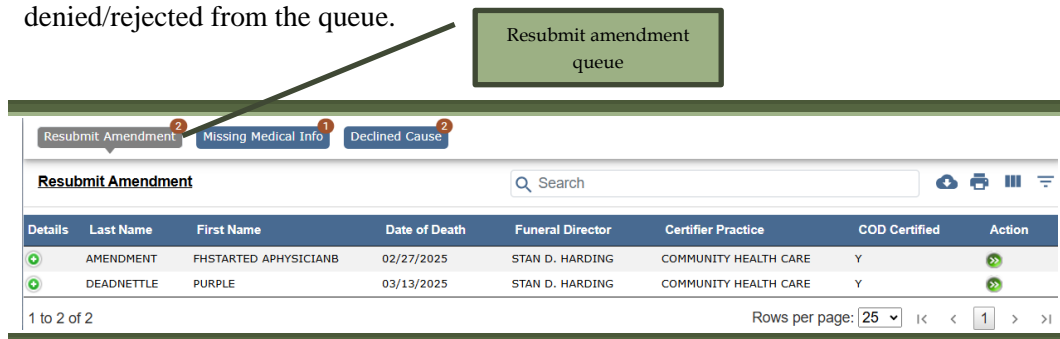 denied/rejected from the queue.
Resubmit amendment
queue
Resubmit Amendment 2 Missing Medical Info 1 Declined Cause 2
Resubmit Amendment Search
Details Last Name First Name Date of Death Funeral Director Certifier Practice COD Certified Action
AMENDMENT FHSTARTED APHYSICIANB 02/27/2025 STAN D. HARDING COMMUNITY HEALTH CARE Y
DEADNETTLE PURPLE 03/13/2025 STAN D. HARDING COMMUNITY HEALTH CARE Y
1 to 2 of 2 Rows per page: 25 1